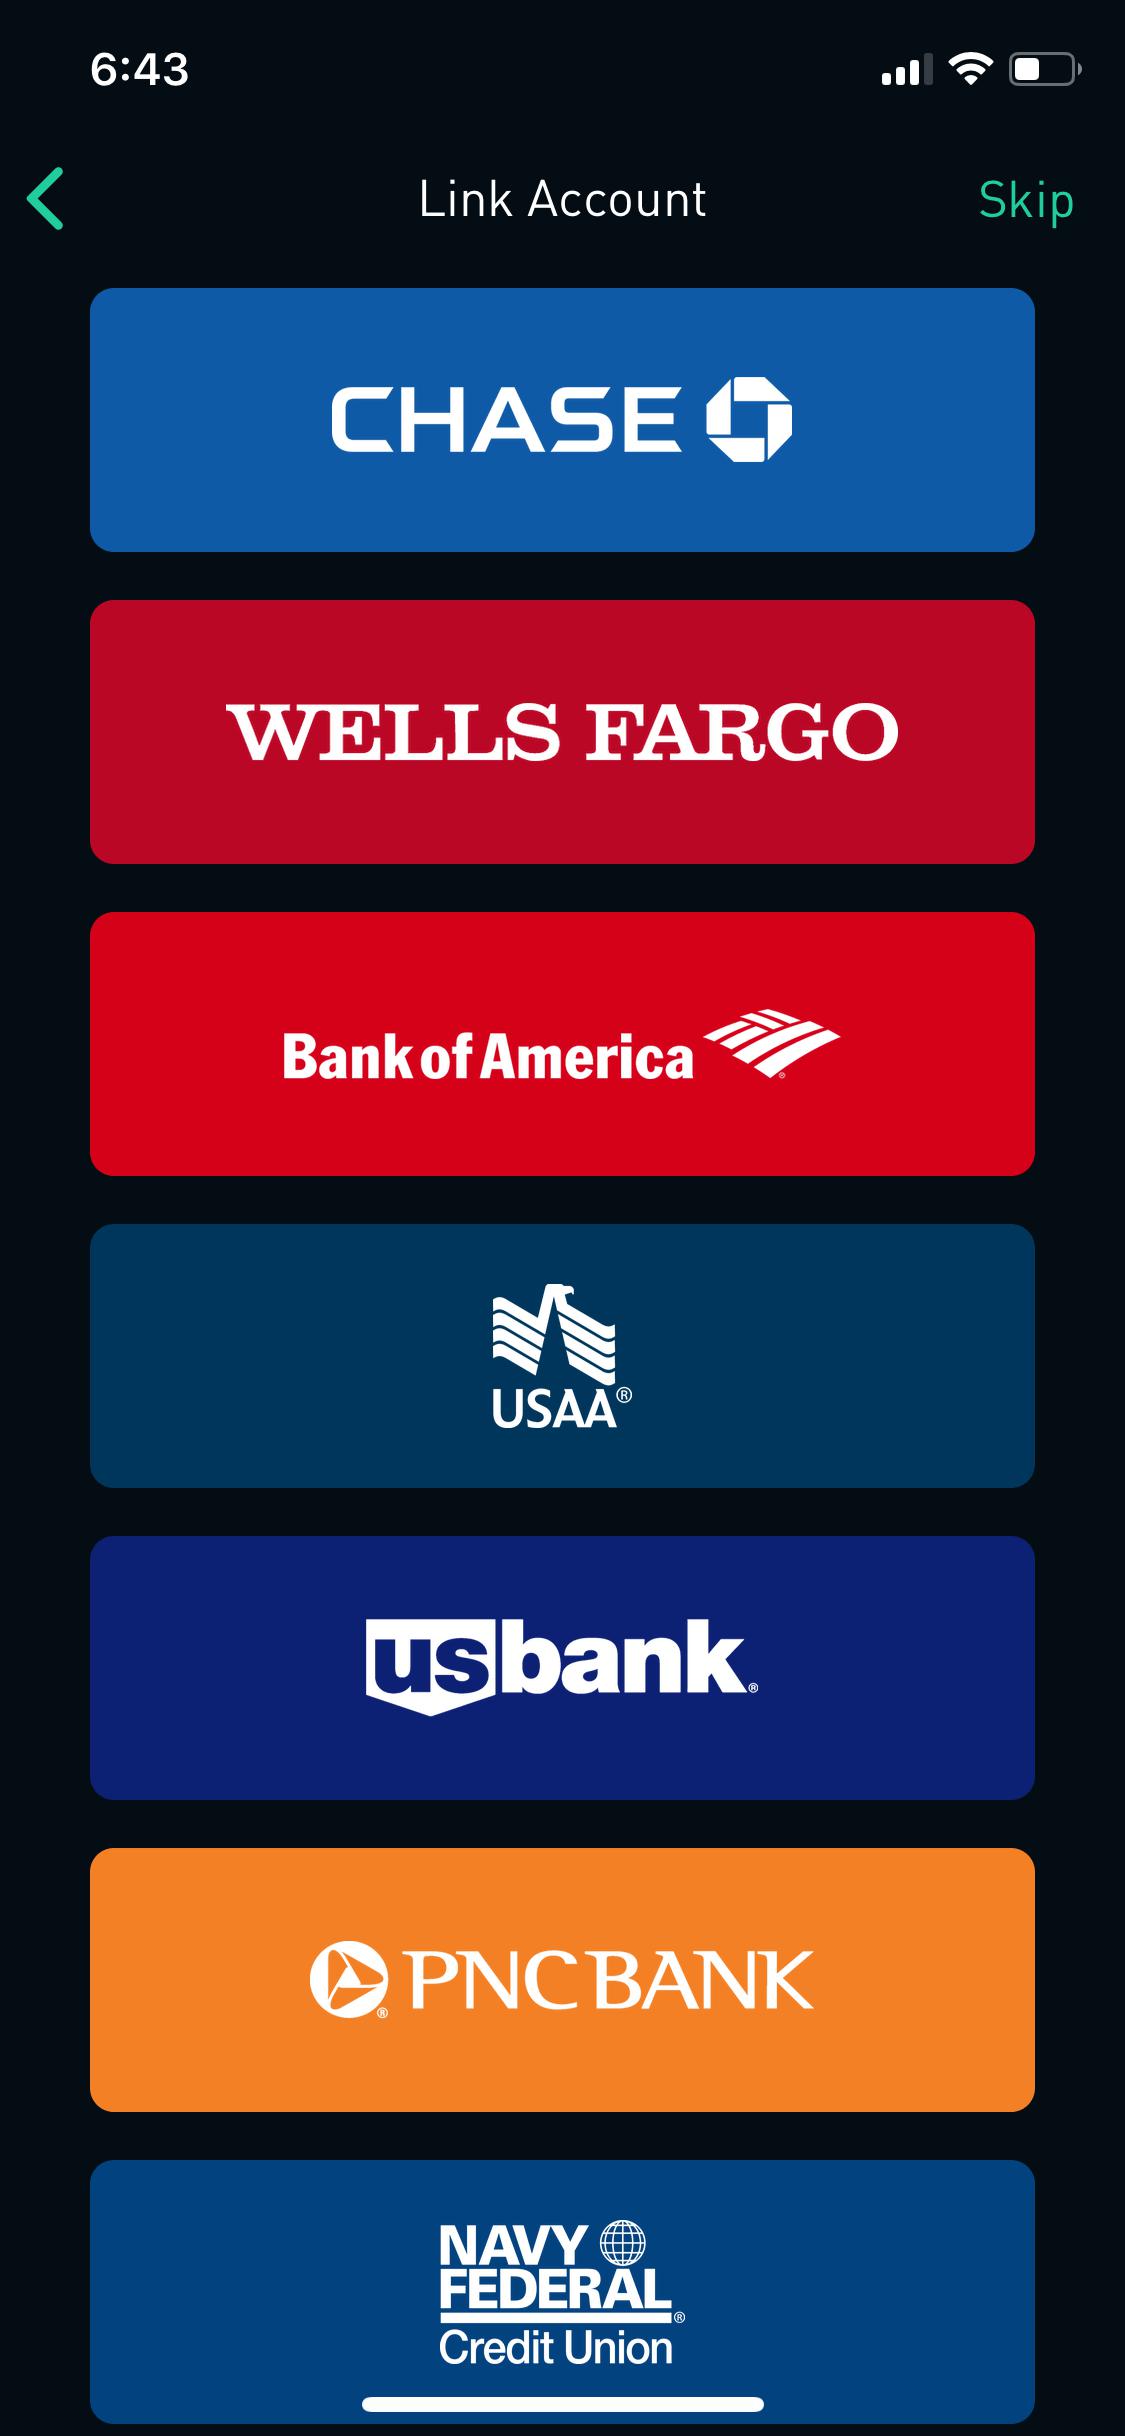 6:43
Link Account
Skip
CHASE
WELLS FARGO
Bank of America ®
USAA®
usbank®
PNC BANK
®
NAVY
FEDERAL®
Credit Union